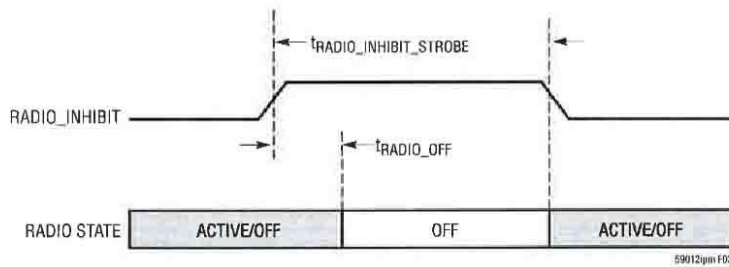 tRADIO_INHIBIT_STROBE
RADIO_INHIBIT
tRADIO_OFF
RADIO STATE
ACTIVE/OFF
OFF
ACTIVE/OFF